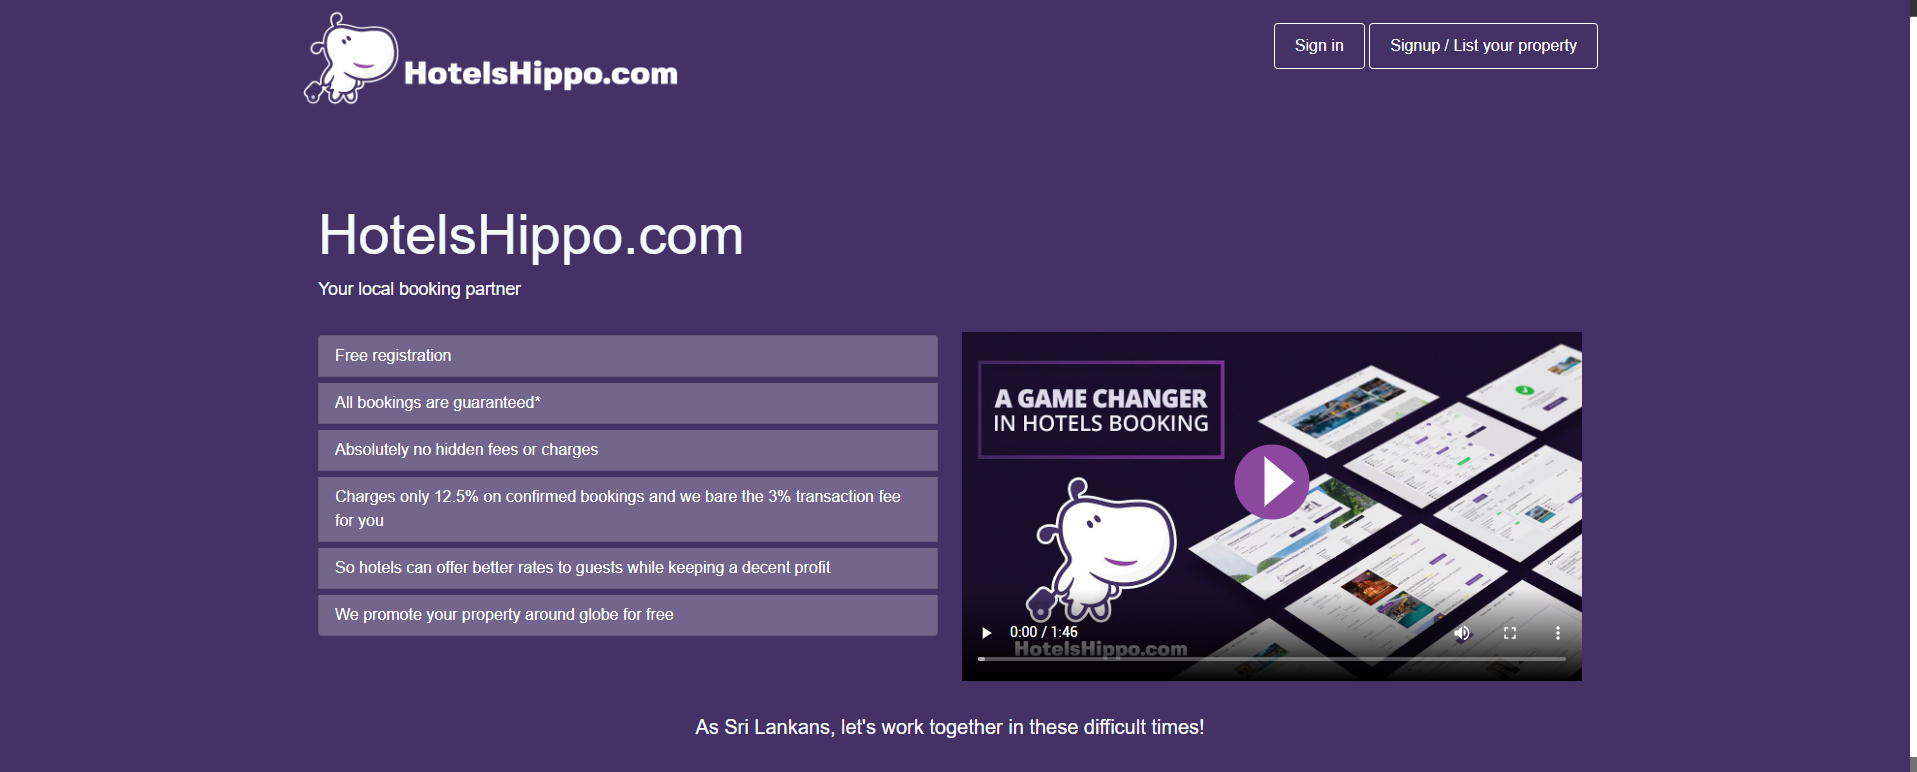 HotelsHippo.com
Sign in
Signup / List your property
HotelsHippo.com
Your local booking partner
Free registration
All bookings are guaranteed*
Absolutely no hidden fees or charges
Charges only 12.5% on confirmed bookings and we bare the 3% transaction fee
for you
So hotels can offer better rates to guests while keeping a decent profit
We promote your property around globe for free
A GAME CHANGER
IN HOTELS BOOKING
0:00 / 1:46
HotelsHippo.com
As Sri Lankans, let's work together in these difficult times!